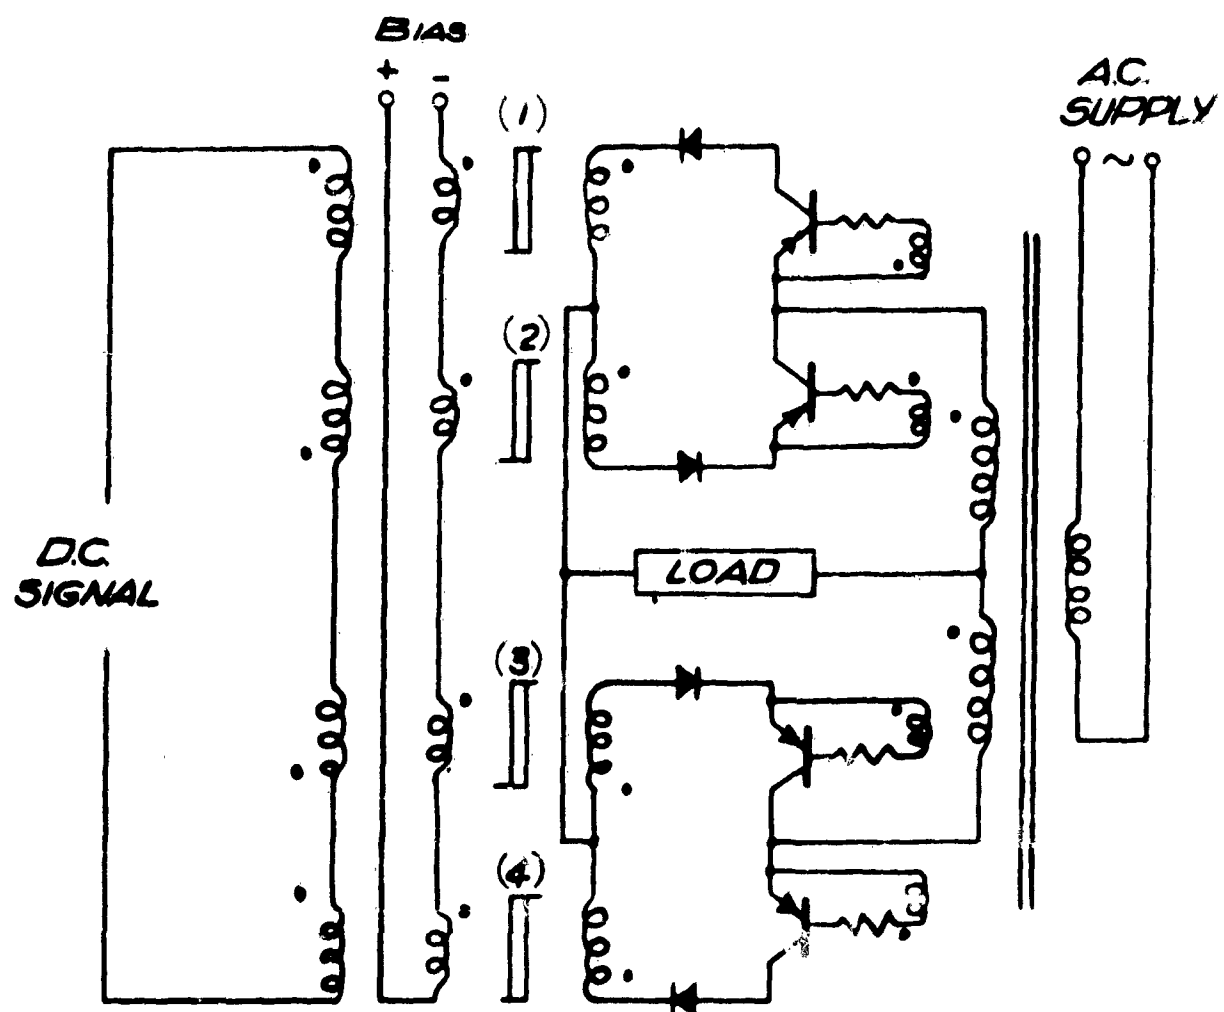 BIAS
+ -
A.C.
SUPPLY
~
(1)
(2)
D.C.
SIGNAL
LOAD
(3)
(4)